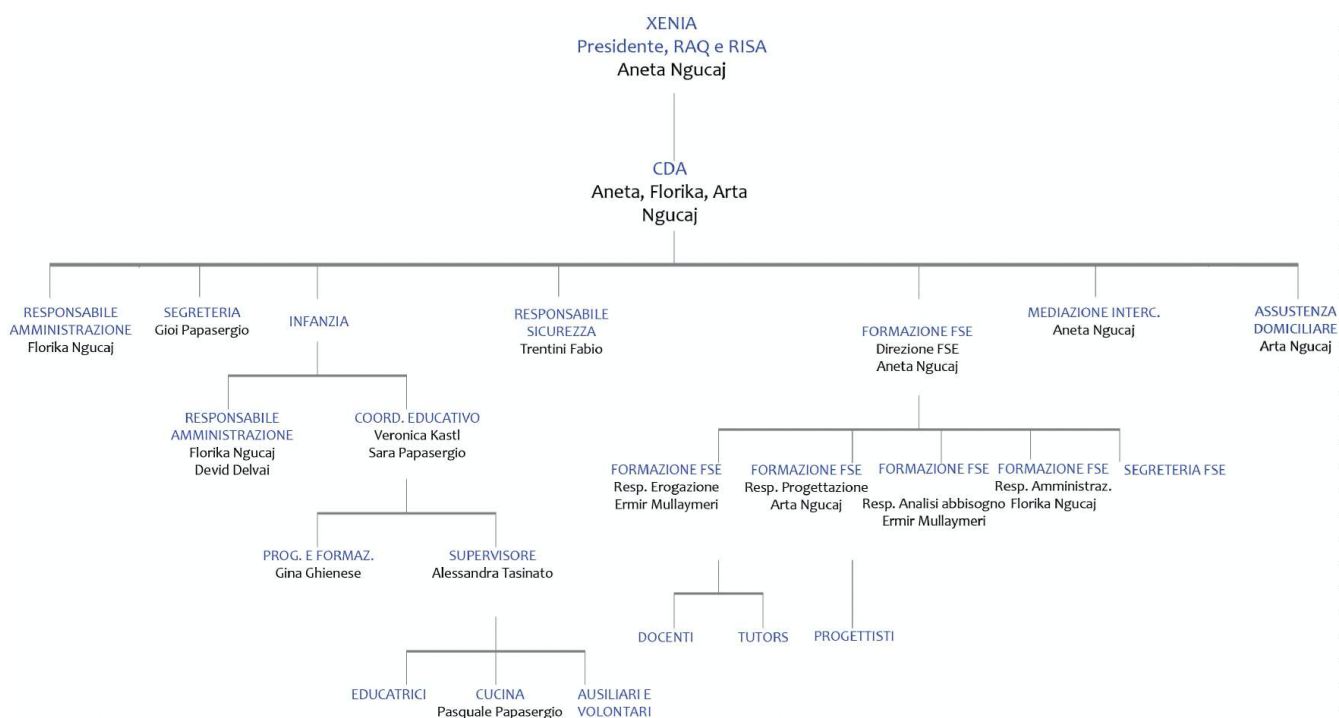 XENIA
Presidente, RAQ e RISA
Aneta Ngucaj
CDA
Aneta, Florika, Arta
Ngucaj
RESPONSABILE
AMMINISTRAZIONE
Florika Ngucaj
SEGRETERIA
Gioi Papasergio
INFANZIA
RESPONSABILE
SICUREZZA
Trentini Fabio
FORMAZIONE FSE
Direzione FSE
Aneta Ngucaj
MEDIAZIONE INTERC.
Aneta Ngucaj
ASSUSTENZA
DOMICILIARE
Arta Ngucaj
RESPONSABILE
AMMINISTRAZIONE
Florika Ngucaj
Devid Delvai
COORD. EDUCATIVO
Veronica Kastl
Sara Papasergio
FORMAZIONE FSE
Resp. Erogazione
Ermir Mullaymeri
FORMAZIONE FSE
Resp. Progettazione
Arta Ngucaj
FORMAZIONE FSE
Resp. Analisi abbisogno
Ermir Mullaymeri
FORMAZIONE FSE
Resp. Amministraz.
Florika Ngucaj
SEGRETERIA FSE
PROG. E FORMAZ.
Gina Ghienese
SUPERVISORE
Alessandra Tasinato
DOCENTI
TUTORS
PROGETTISTI
EDUCATRICI
CUCINA
Pasquale Papasergio
AUSILIARI E
VOLONTARI